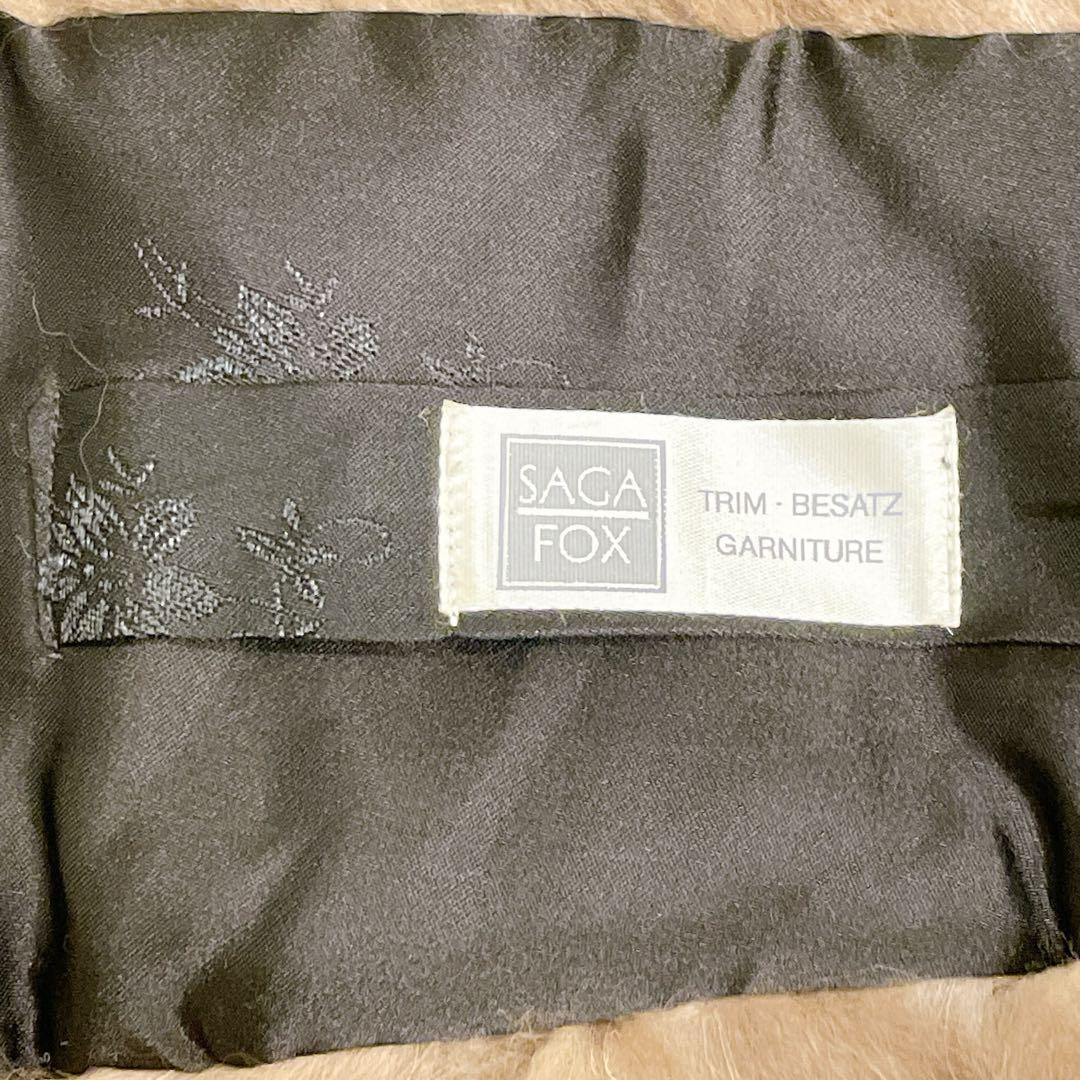 SAGA
FOX
TRIM - BESATZ
GARNITURE